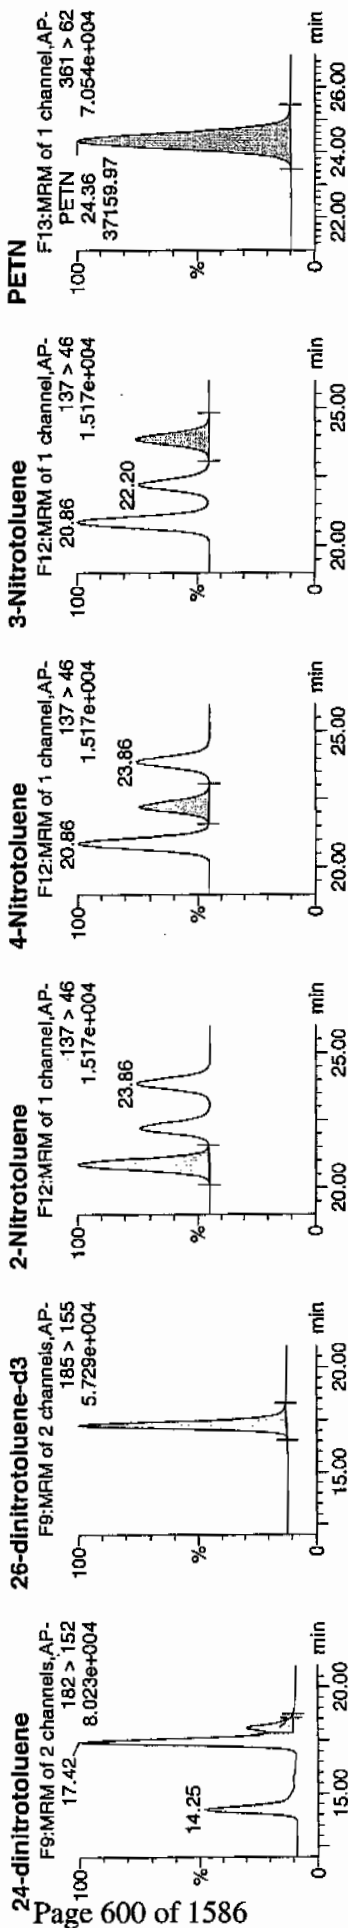 24-dinitrotoluene
F9:MRM of 2 channels,AP-
182 > 152
8.023e+004
100
17.42
14.25
%
0
15.00
20.00
min
26-dinitrotoluene-d3
F9:MRM of 2 channels,AP-
185 > 155
5.729e+004
100
%
0
15.00
20.00
min
2-Nitrotoluene
F12:MRM of 1 channel,AP-
137 > 46
1.517e+004
100
23.86
%
0
20.00
25.00
min
4-Nitrotoluene
F12:MRM of 1 channel,AP-
137 > 46
1.517e+004
100
20.86
23.86
%
0
20.00
25.00
min
3-Nitrotoluene
F12:MRM of 1 channel,AP-
137 > 46
1.517e+004
100
20.86
22.20
%
0
20.00
25.00
min
PETN
F13:MRM of 1 channel,AP-
361 > 62
7.054e+004
100
PETN
24.36
37159.97
%
0
22.00
24.00
26.00
min
Page 600 of 1586